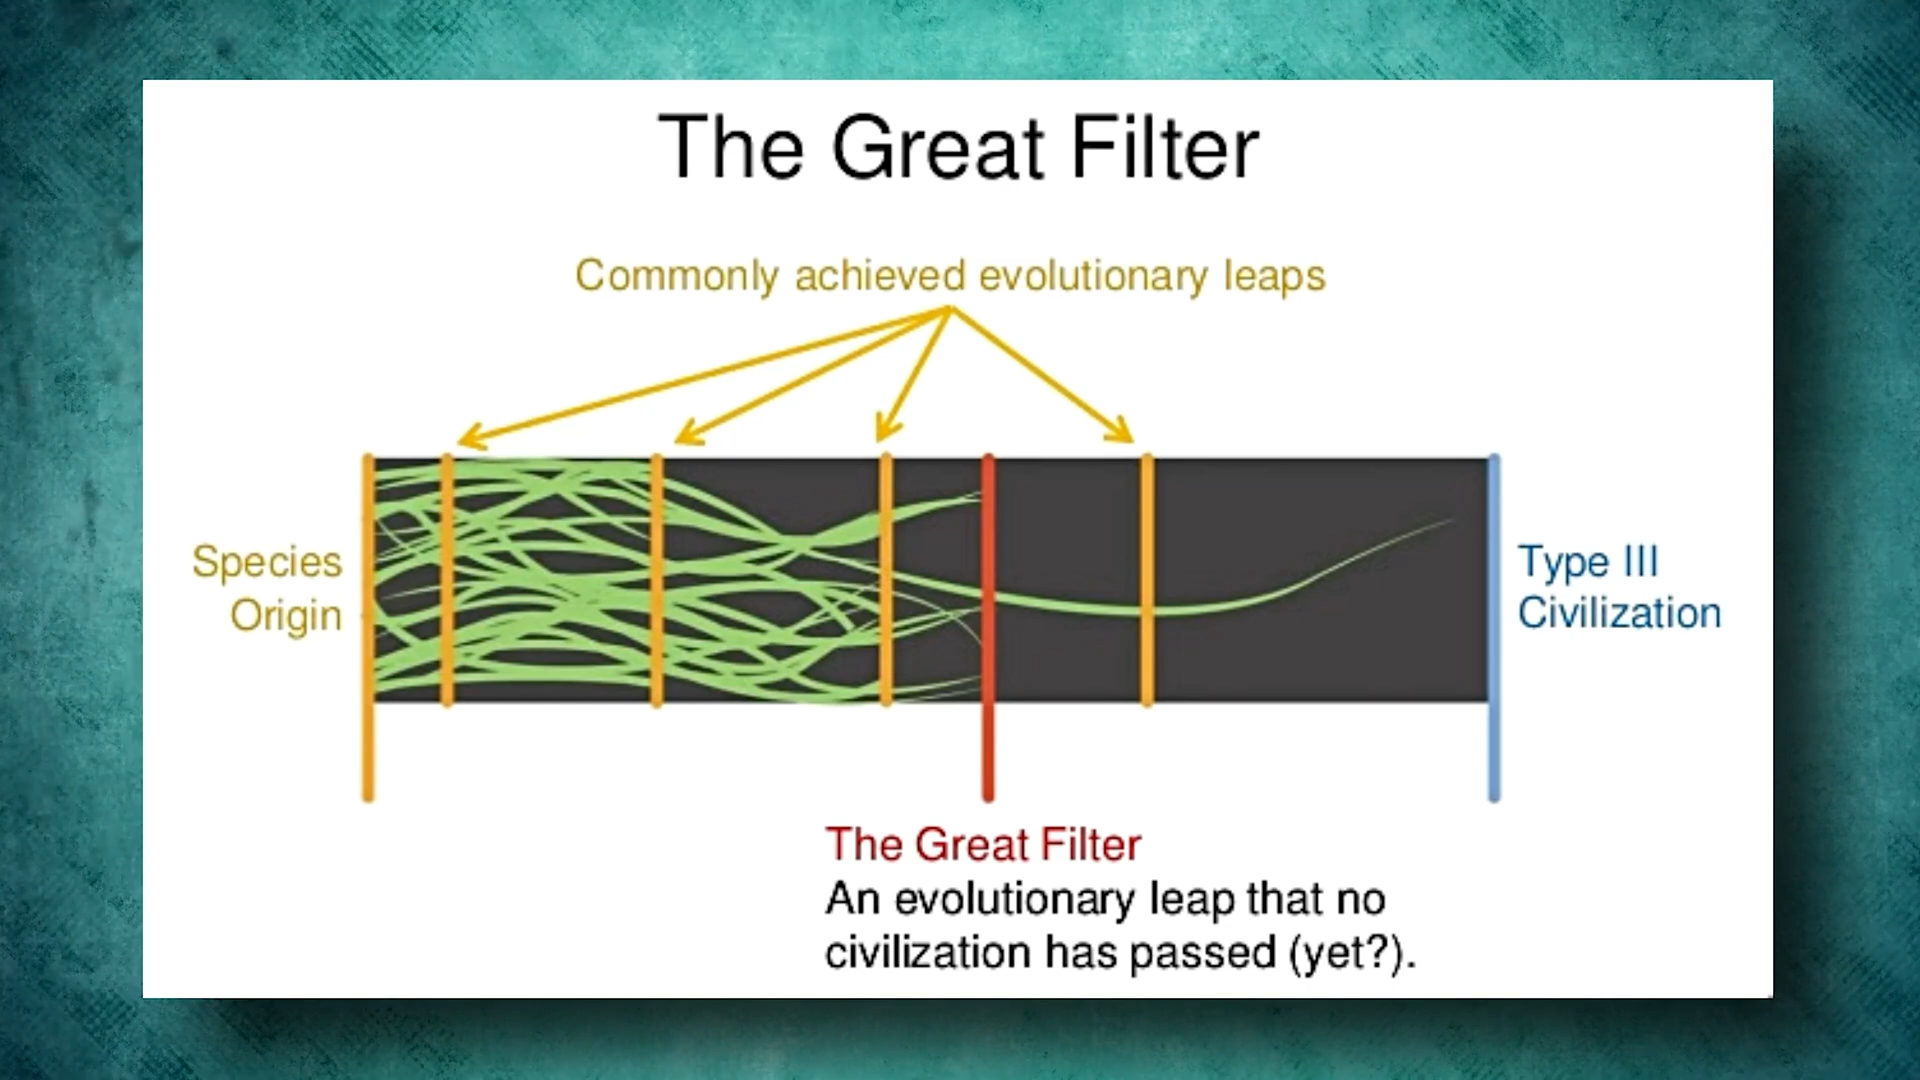 The Great Filter
Commonly achieved evolutionary leaps
Species
Origin
Type III
Civilization
The Great Filter
An evolutionary leap that no
civilization has passed (yet?).